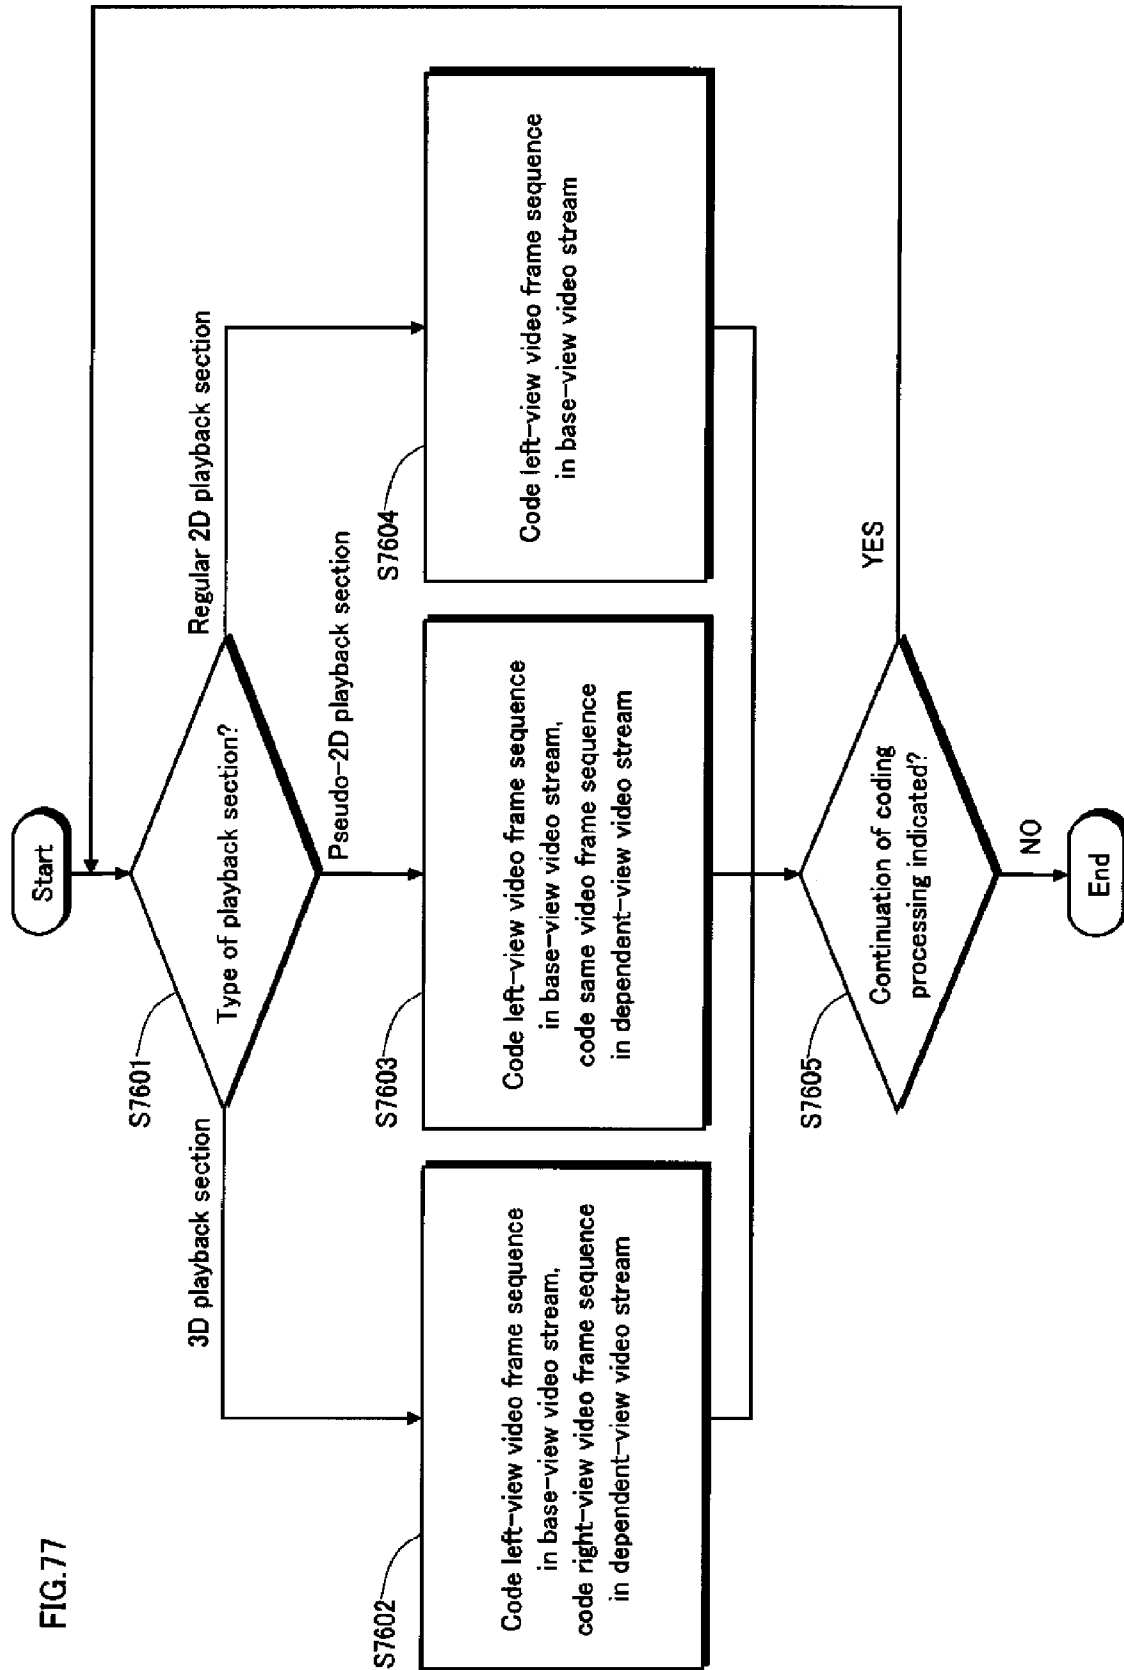 FIG.77
Start
S7601
Type of playback section?
3D playback section
Pseudo-2D playback section
Regular 2D playback section
S7602
Code left-view video frame sequence
in base-view video stream,
code right-view video frame sequence
in dependent-view video stream
S7603
Code left-view video frame sequence
in base-view video stream,
code same video frame sequence
in dependent-view video stream
S7604
Code left-view video frame sequence
in base-view video stream
S7605
Continuation of coding
processing indicated?
YES
NO
End